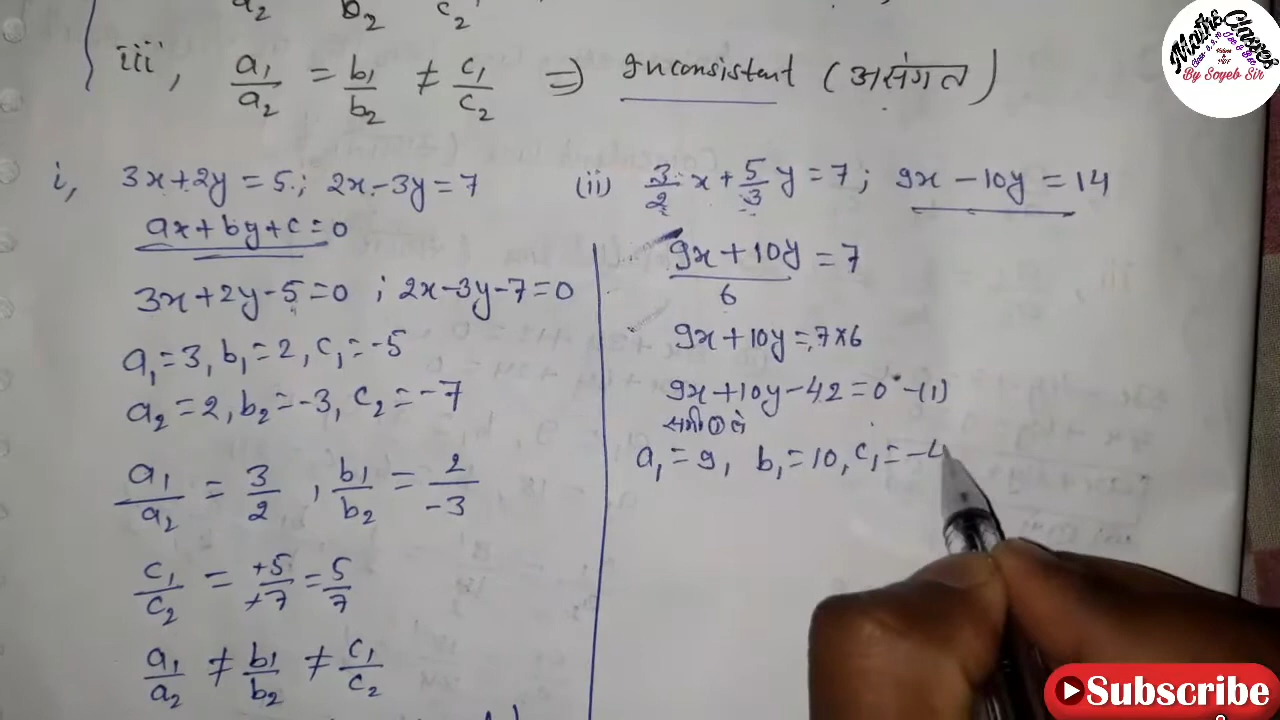 a₂ b₂ c₂
iii, a₁/a₂ = b₁/b₂ ≠ c₁/c₂ ⇒ Inconsistent (असंगत)
i, 3x+2y=5; 2x-3y=7
ax+by+c=0
3x+2y-5=0 ; 2x-3y-7=0
a₁=3, b₁=2, c₁=-5
a₂=2, b₂=-3, c₂=-7
a₁/a₂ = 3/2, b₁/b₂ = 2/-3
c₁/c₂ = +5/+7 = 5/7
a₁/a₂ ≠ b₁/b₂ ≠ c₁/c₂
(ii) 3/2 x + 5/3 y = 7; 9x-10y=14
9x+10y/6 = 7
9x+10y=7×6
9x+10y-42=0 -(1)
समी० ① से
a₁=9, b₁=10, c₁=-4
Maths Classes
By Soyeb Sir
Subscribe